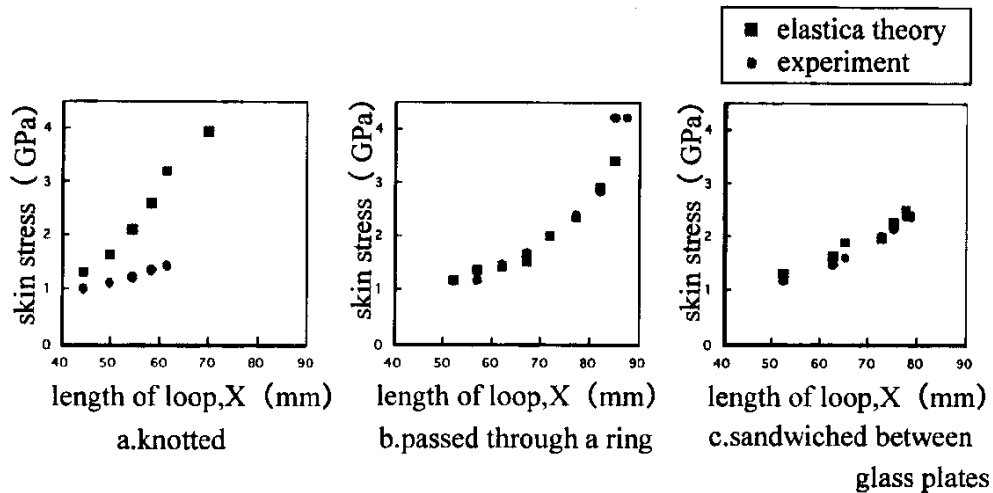 ■ elastica theory
● experiment
skin stress ( GPa)
4
3
2
1
0
40 50 60 70 80 90
length of loop,X (mm)
a.knotted
skin stress ( GPa)
4
3
2
1
0
40 50 60 70 80 90
length of loop,X (mm)
b.passed through a ring
skin stress ( GPa)
4
3
2
1
0
40 50 60 70 80 90
length of loop,X (mm)
c.sandwiched between
glass plates